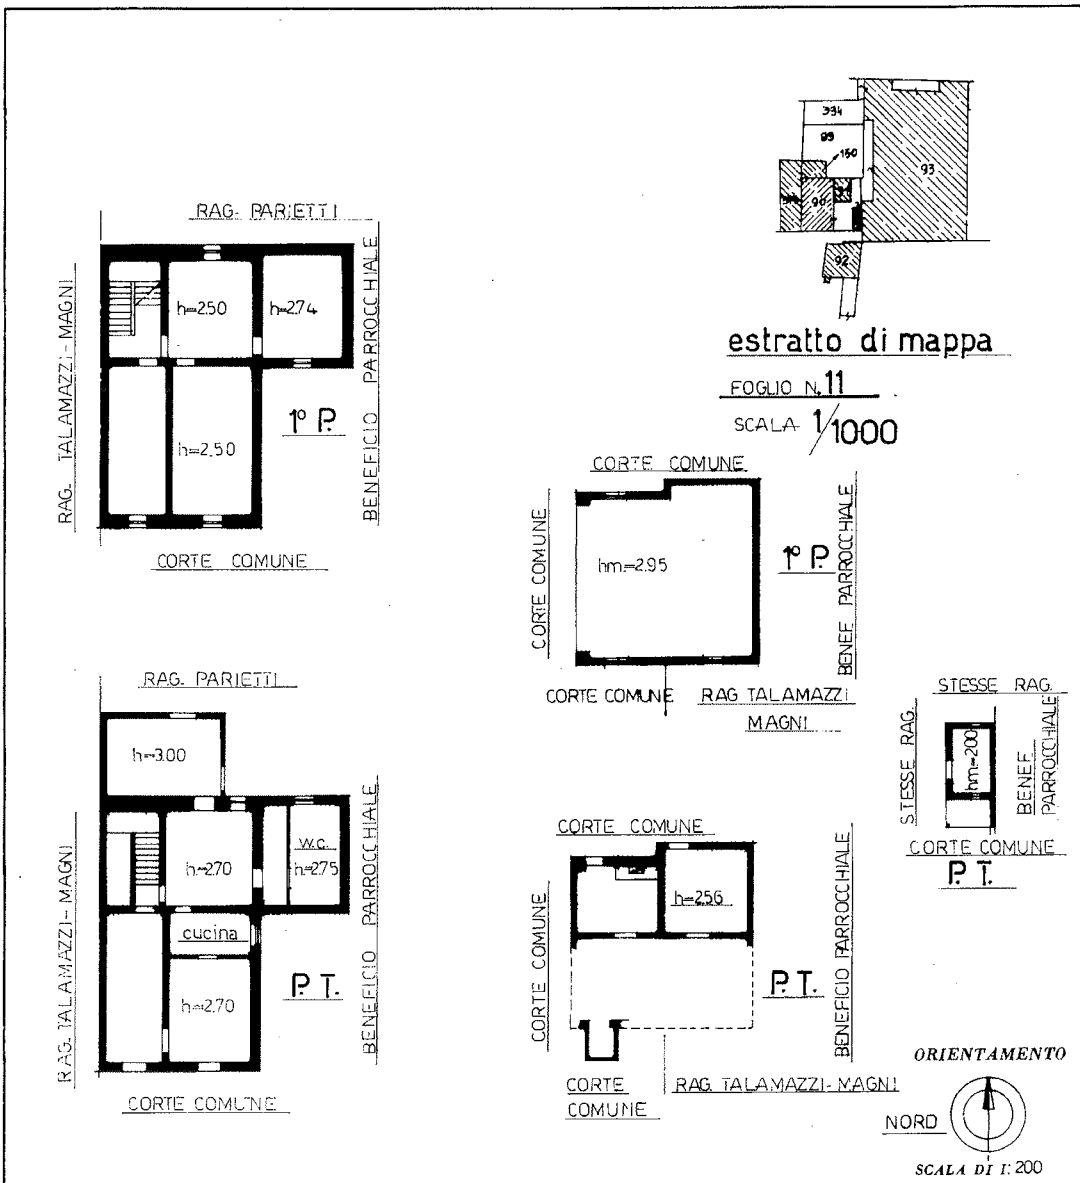 334
99
160
93
90
92
estratto di mappa
FOGLIO N. 11
SCALA 1/1000
RAG. PARIETTI
RAG. TALAMAZZI-MAGNI
h=2.50
h=2.74
h=2.50
1° P.
BENEFICIO PARROCCHIALE
CORTE COMUNE
CORTE COMUNE
CORTE COMUNE
hm.=2.95
1° P.
BENEF PARROCCHIALE
CORTE COMUNE
RAG TALAMAZZI
MAGNI
RAG. PARIETTI
h=3.00
RAG. TALAMAZZI-MAGNI
h=2.70
w.c.
h=2.75
cucina
h=2.70
P. T.
BENEFICIO PARROCCHIALE
CORTE COMUNE
CORTE COMUNE
CORTE COMUNE
h=2.56
P. T.
BENEFICIO PARROCCHIALE
CORTE
COMUNE
RAG. TALAMAZZI-MAGNI
STESSE RAG.
STESSE RAG.
hm=2.00
BENEF
PARROCCHIALE
CORTE COMUNE
P. T.
ORIENTAMENTO
NORD
SCALA DI 1:200